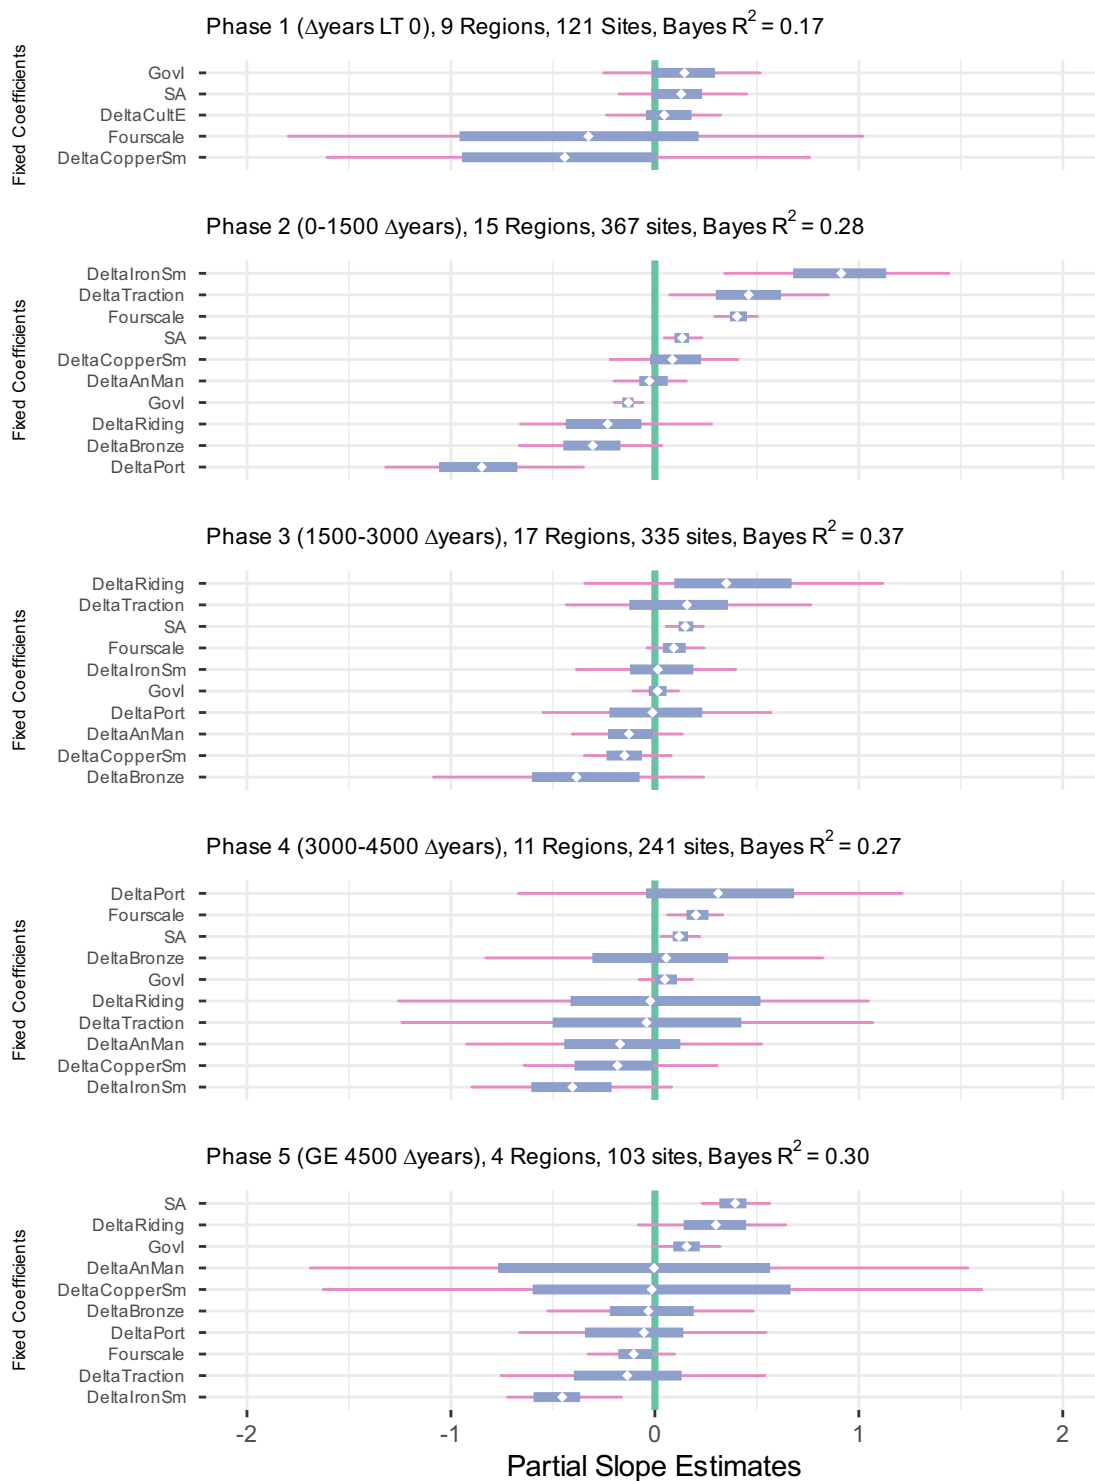 Phase 1 (Δyears LT 0), 9 Regions, 121 Sites, Bayes R² = 0.17
Fixed Coefficients
GovI
SA
DeltaCultE
Fourscale
DeltaCopperSm
Phase 2 (0-1500 Δyears), 15 Regions, 367 sites, Bayes R² = 0.28
Fixed Coefficients
DeltaIronSm
DeltaTraction
Fourscale
SA
DeltaCopperSm
DeltaAnMan
GovI
DeltaRiding
DeltaBronze
DeltaPort
Phase 3 (1500-3000 Δyears), 17 Regions, 335 sites, Bayes R² = 0.37
Fixed Coefficients
DeltaRiding
DeltaTraction
SA
Fourscale
DeltaIronSm
GovI
DeltaPort
DeltaAnMan
DeltaCopperSm
DeltaBronze
Phase 4 (3000-4500 Δyears), 11 Regions, 241 sites, Bayes R² = 0.27
Fixed Coefficients
DeltaPort
Fourscale
SA
DeltaBronze
GovI
DeltaRiding
DeltaTraction
DeltaAnMan
DeltaCopperSm
DeltaIronSm
Phase 5 (GE 4500 Δyears), 4 Regions, 103 sites, Bayes R² = 0.30
Fixed Coefficients
SA
DeltaRiding
GovI
DeltaAnMan
DeltaCopperSm
DeltaBronze
DeltaPort
Fourscale
DeltaTraction
DeltaIronSm
-2 -1 0 1 2
Partial Slope Estimates